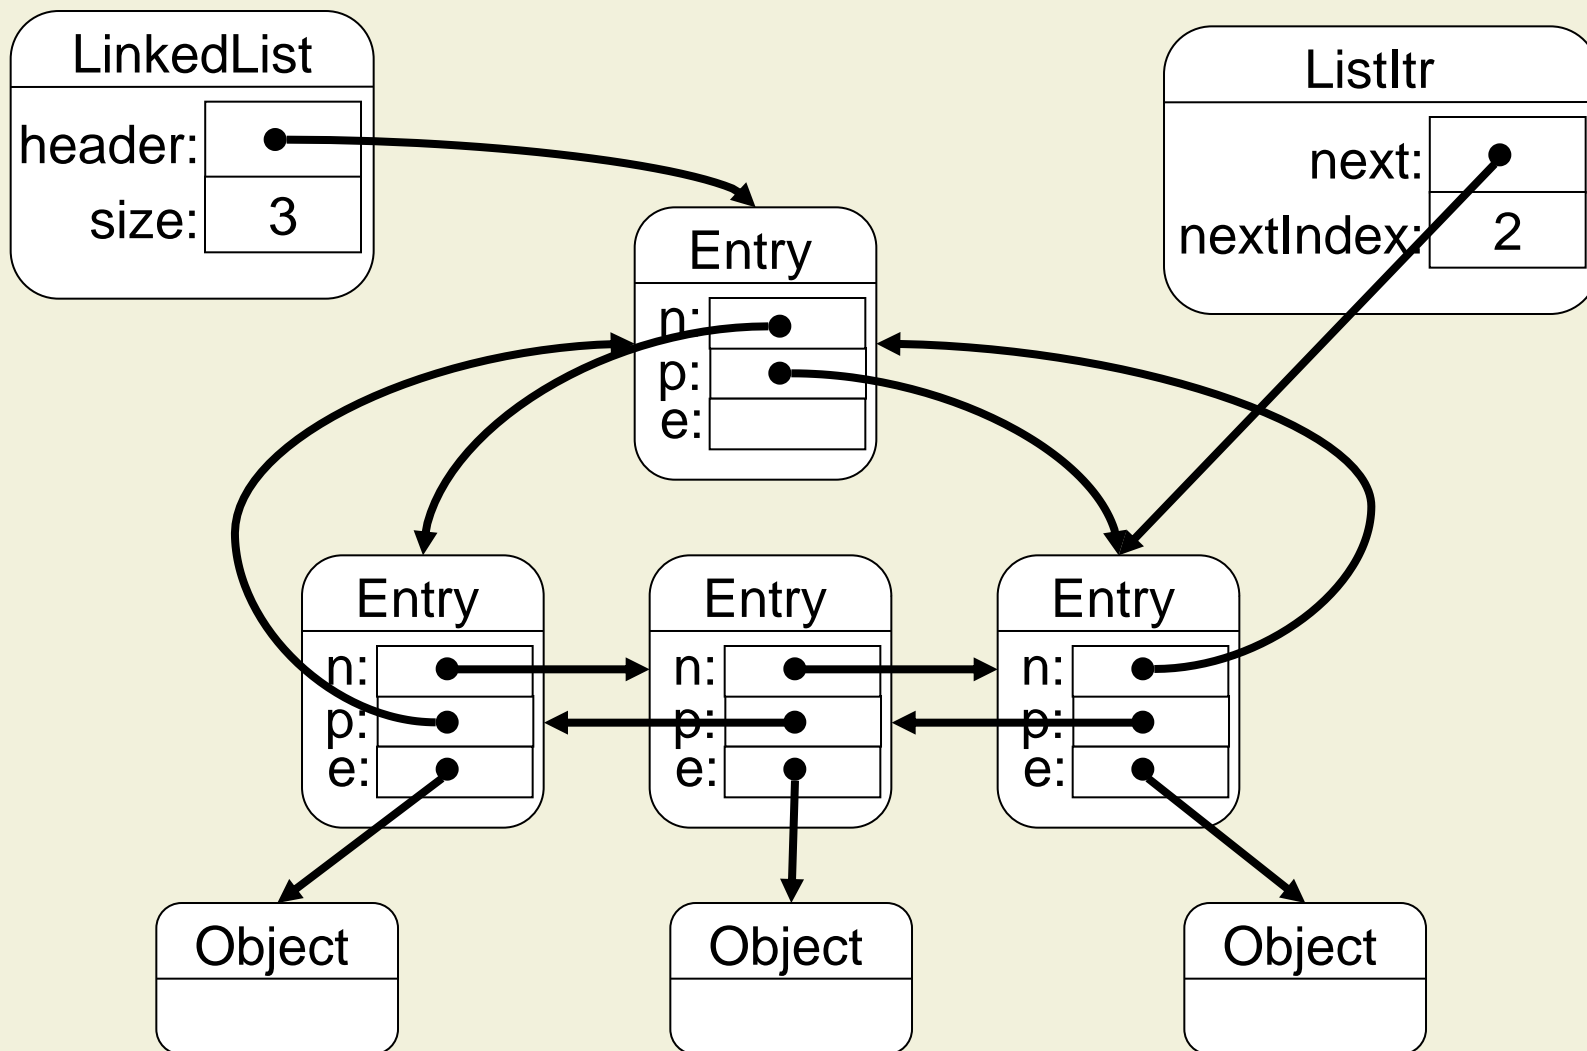 LinkedList
header:
size: 3
ListItr
next:
nextIndex: 2
Entry
n:
p:
e:
Entry
n:
p:
e:
Entry
n:
p:
e:
Entry
n:
p:
e:
Object
Object
Object